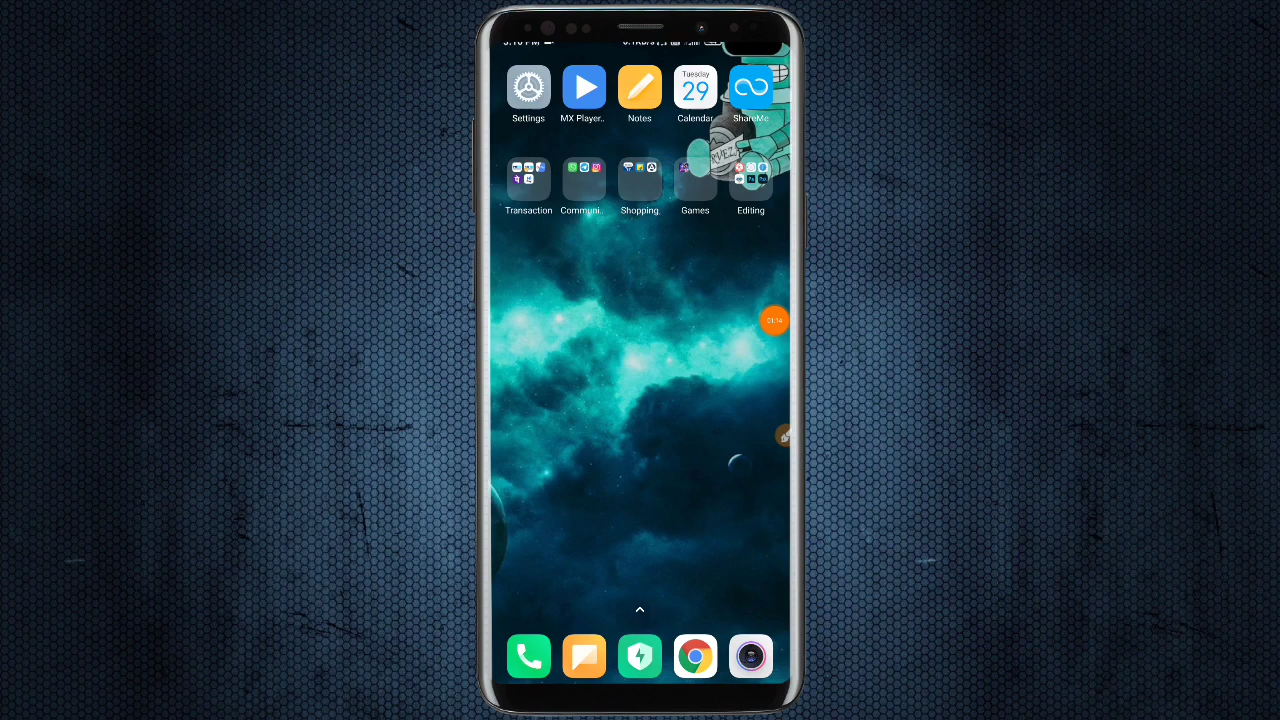 Settings
MX Player..
Notes
Tuesday
29
Calendar
ShareMe
Transaction
Communi..
Shopping.
Games
Editing
01:14